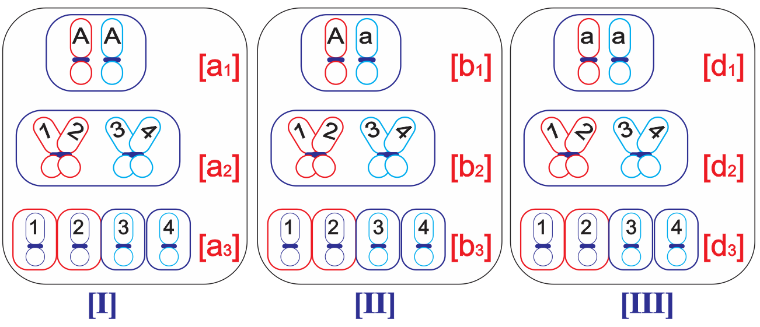 A A A a a a
[a1] [b1] [d1]
1 2 3 4 1 2 3 4 1 2 3 4
[a2] [b2] [d2]
1 2 3 4 1 2 3 4 1 2 3 4
[a3] [b3] [d3]
[I] [II] [III]